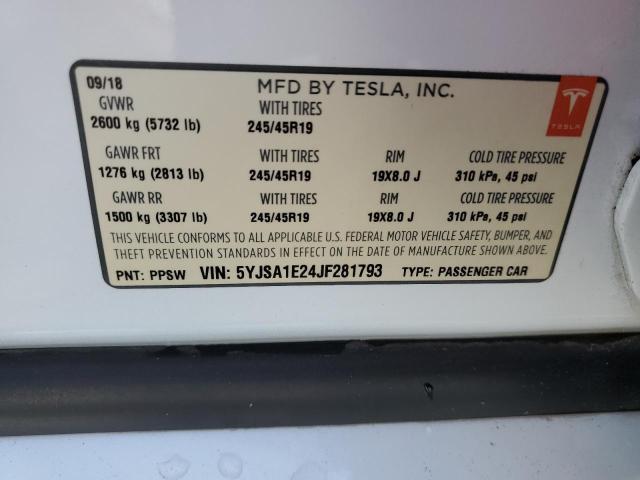 09/18 MFD BY TESLA, INC.
GVWR WITH TIRES
2600 kg (5732 lb) 245/45R19
TESLA
GAWR FRT WITH TIRES RIM COLD TIRE PRESSURE
1276 kg (2813 lb) 245/45R19 19X8.0 J 310 kPa, 45 psi
GAWR RR WITH TIRES RIM COLD TIRE PRESSURE
1500 kg (3307 lb) 245/45R19 19X8.0 J 310 kPa, 45 psi
THIS VEHICLE CONFORMS TO ALL APPLICABLE U.S. FEDERAL MOTOR VEHICLE SAFETY, BUMPER, AND
THEFT PREVENTION STANDARDS IN EFFECT ON THE DATE OF MANUFACTURE SHOWN ABOVE.
PNT: PPSW VIN: 5YJSA1E24JF281793 TYPE: PASSENGER CAR